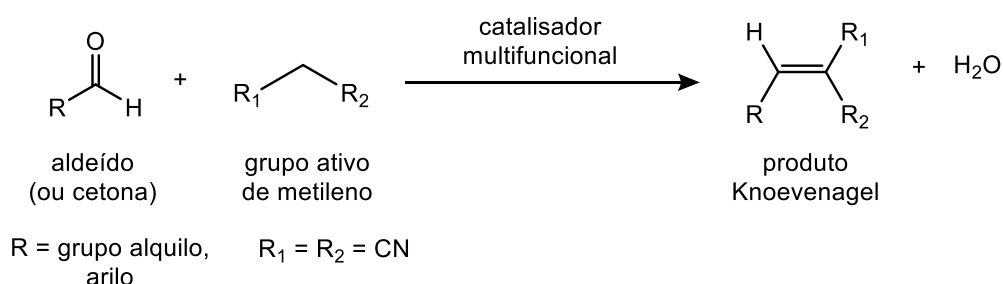 O
R
H
+
R₁
R₂
catalisador
multifuncional
H
R₁
R
R₂
+
H₂O
aldeído
(ou cetona)
grupo ativo
de metileno
produto
Knoevenagel
R = grupo alquilo,
arilo
R₁ = R₂ = CN